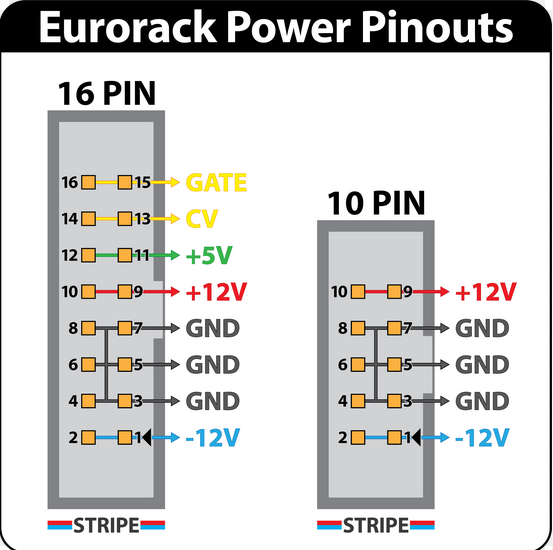 Eurorack Power Pinouts
16 PIN
16 15 GATE
14 13 CV
12 11 +5V
10 9 +12V
8 7 GND
6 5 GND
4 3 GND
2 1 -12V
STRIPE
10 PIN
10 9 +12V
8 7 GND
6 5 GND
4 3 GND
2 1 -12V
STRIPE